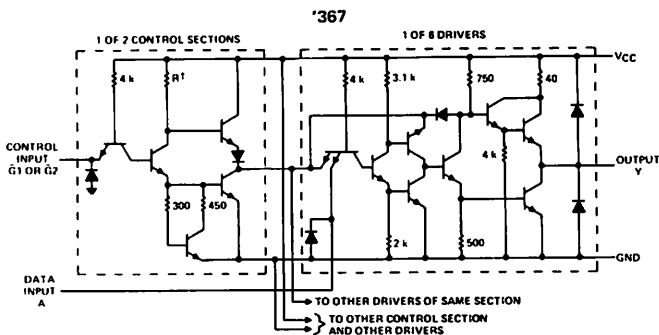 '367
1 OF 2 CONTROL SECTIONS
1 OF 6 DRIVERS
VCC
4 k
R†
4 k
3.1 k
750
40
CONTROL
INPUT
Ḡ1 OR Ḡ2
4 k
OUTPUT
Y
300
450
2 k
500
GND
DATA
INPUT
A
TO OTHER DRIVERS OF SAME SECTION
TO OTHER CONTROL SECTION
AND OTHER DRIVERS